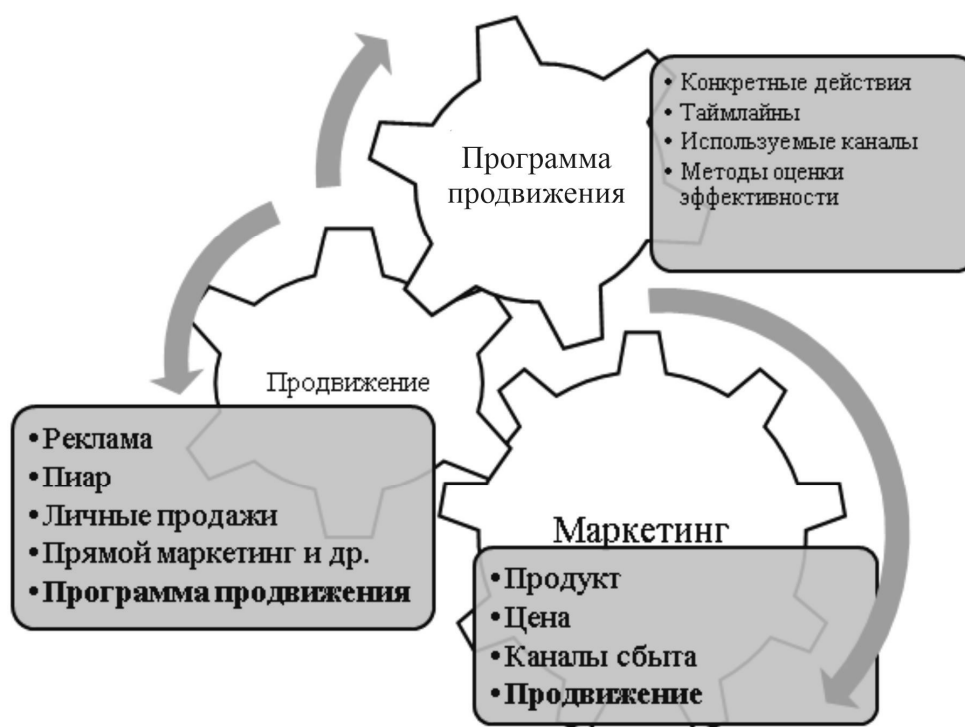 Программа
продвижения
• Конкретные действия
• Таймлайны
• Используемые каналы
• Методы оценки
эффективности
Продвижение
• Реклама
• Пиар
• Личные продажи
• Прямой маркетинг и др.
• Программа продвижения
Маркетинг
• Продукт
• Цена
• Каналы сбыта
• Продвижение